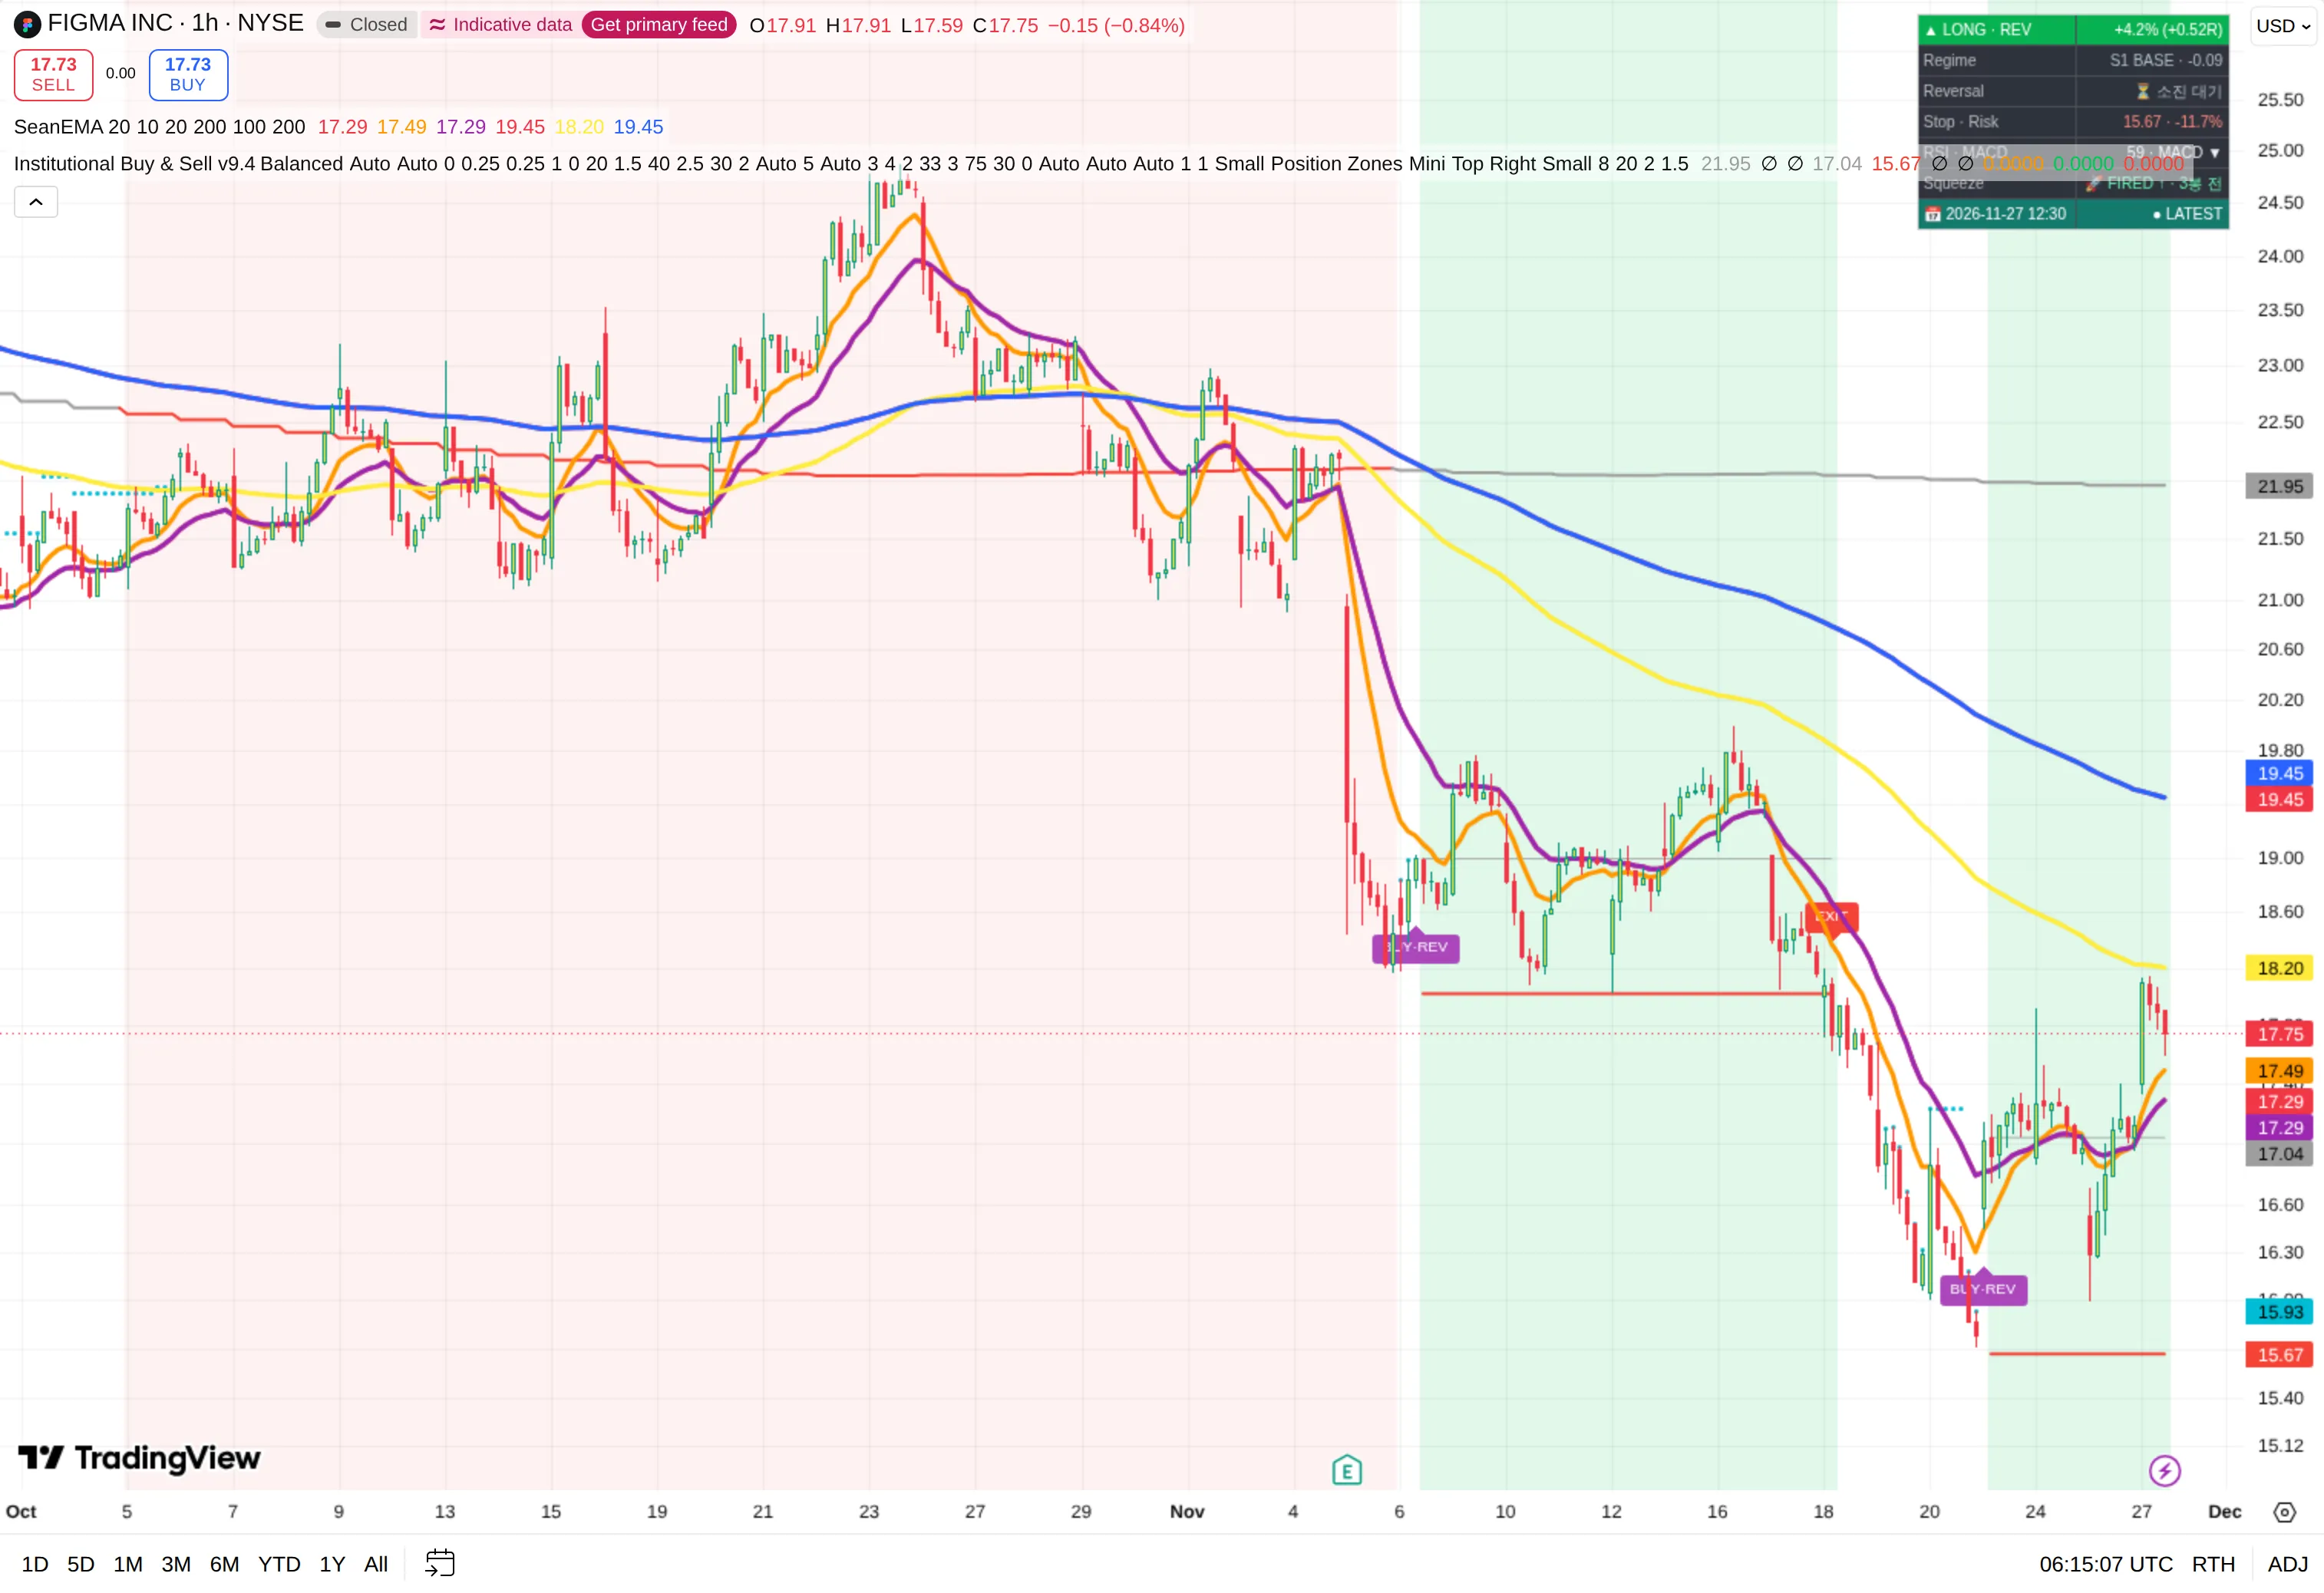 FIGMA INC · 1h · NYSE Closed Indicative data Get primary feed O17.91 H17.91 L17.59 C17.75 −0.15 (−0.84%)
USD
17.73 SELL 0.00 17.73 BUY
SeanEMA 20 10 20 200 100 200 17.29 17.49 17.29 19.45 18.20 19.45
Institutional Buy & Sell v9.4 Balanced Auto Auto 0 0.25 0.25 1 0 20 1.5 40 2.5 30 2 Auto 5 Auto 3 4 2 33 3 75 30 0 Auto Auto Auto 1 1 Small Position Zones Mini Top Right Small 8 20 2 1.5 21.95 ∅ ∅ 17.04 15.67 ∅ ∅ 0.0000 0.0000 0.0000
▲ LONG · REV +4.2% (+0.52R)
Regime S1 BASE · -0.09
Reversal ⏳ 소진 대기
Stop · Risk 15.67 · -11.7%
RSI · MACD 59 · MACD ▼
Squeeze 🚀 FIRED ↑ · 3봉 전
📅 2026-11-27 12:30 ● LATEST
25.50
25.00
24.50
24.00
23.50
23.00
22.50
21.95
21.50
21.00
20.60
20.20
19.80
19.45
19.45
19.00
18.60
18.20
17.75
17.49
17.29
17.29
17.04
16.60
16.30
15.93
15.67
15.40
15.12
BUY·REV
EXIT
BUY·REV
TradingView
E
Oct 5 7 9 13 15 19 21 23 27 29 Nov 4 6 10 12 16 18 20 24 27 Dec
1D 5D 1M 3M 6M YTD 1Y All
06:15:07 UTC RTH ADJ